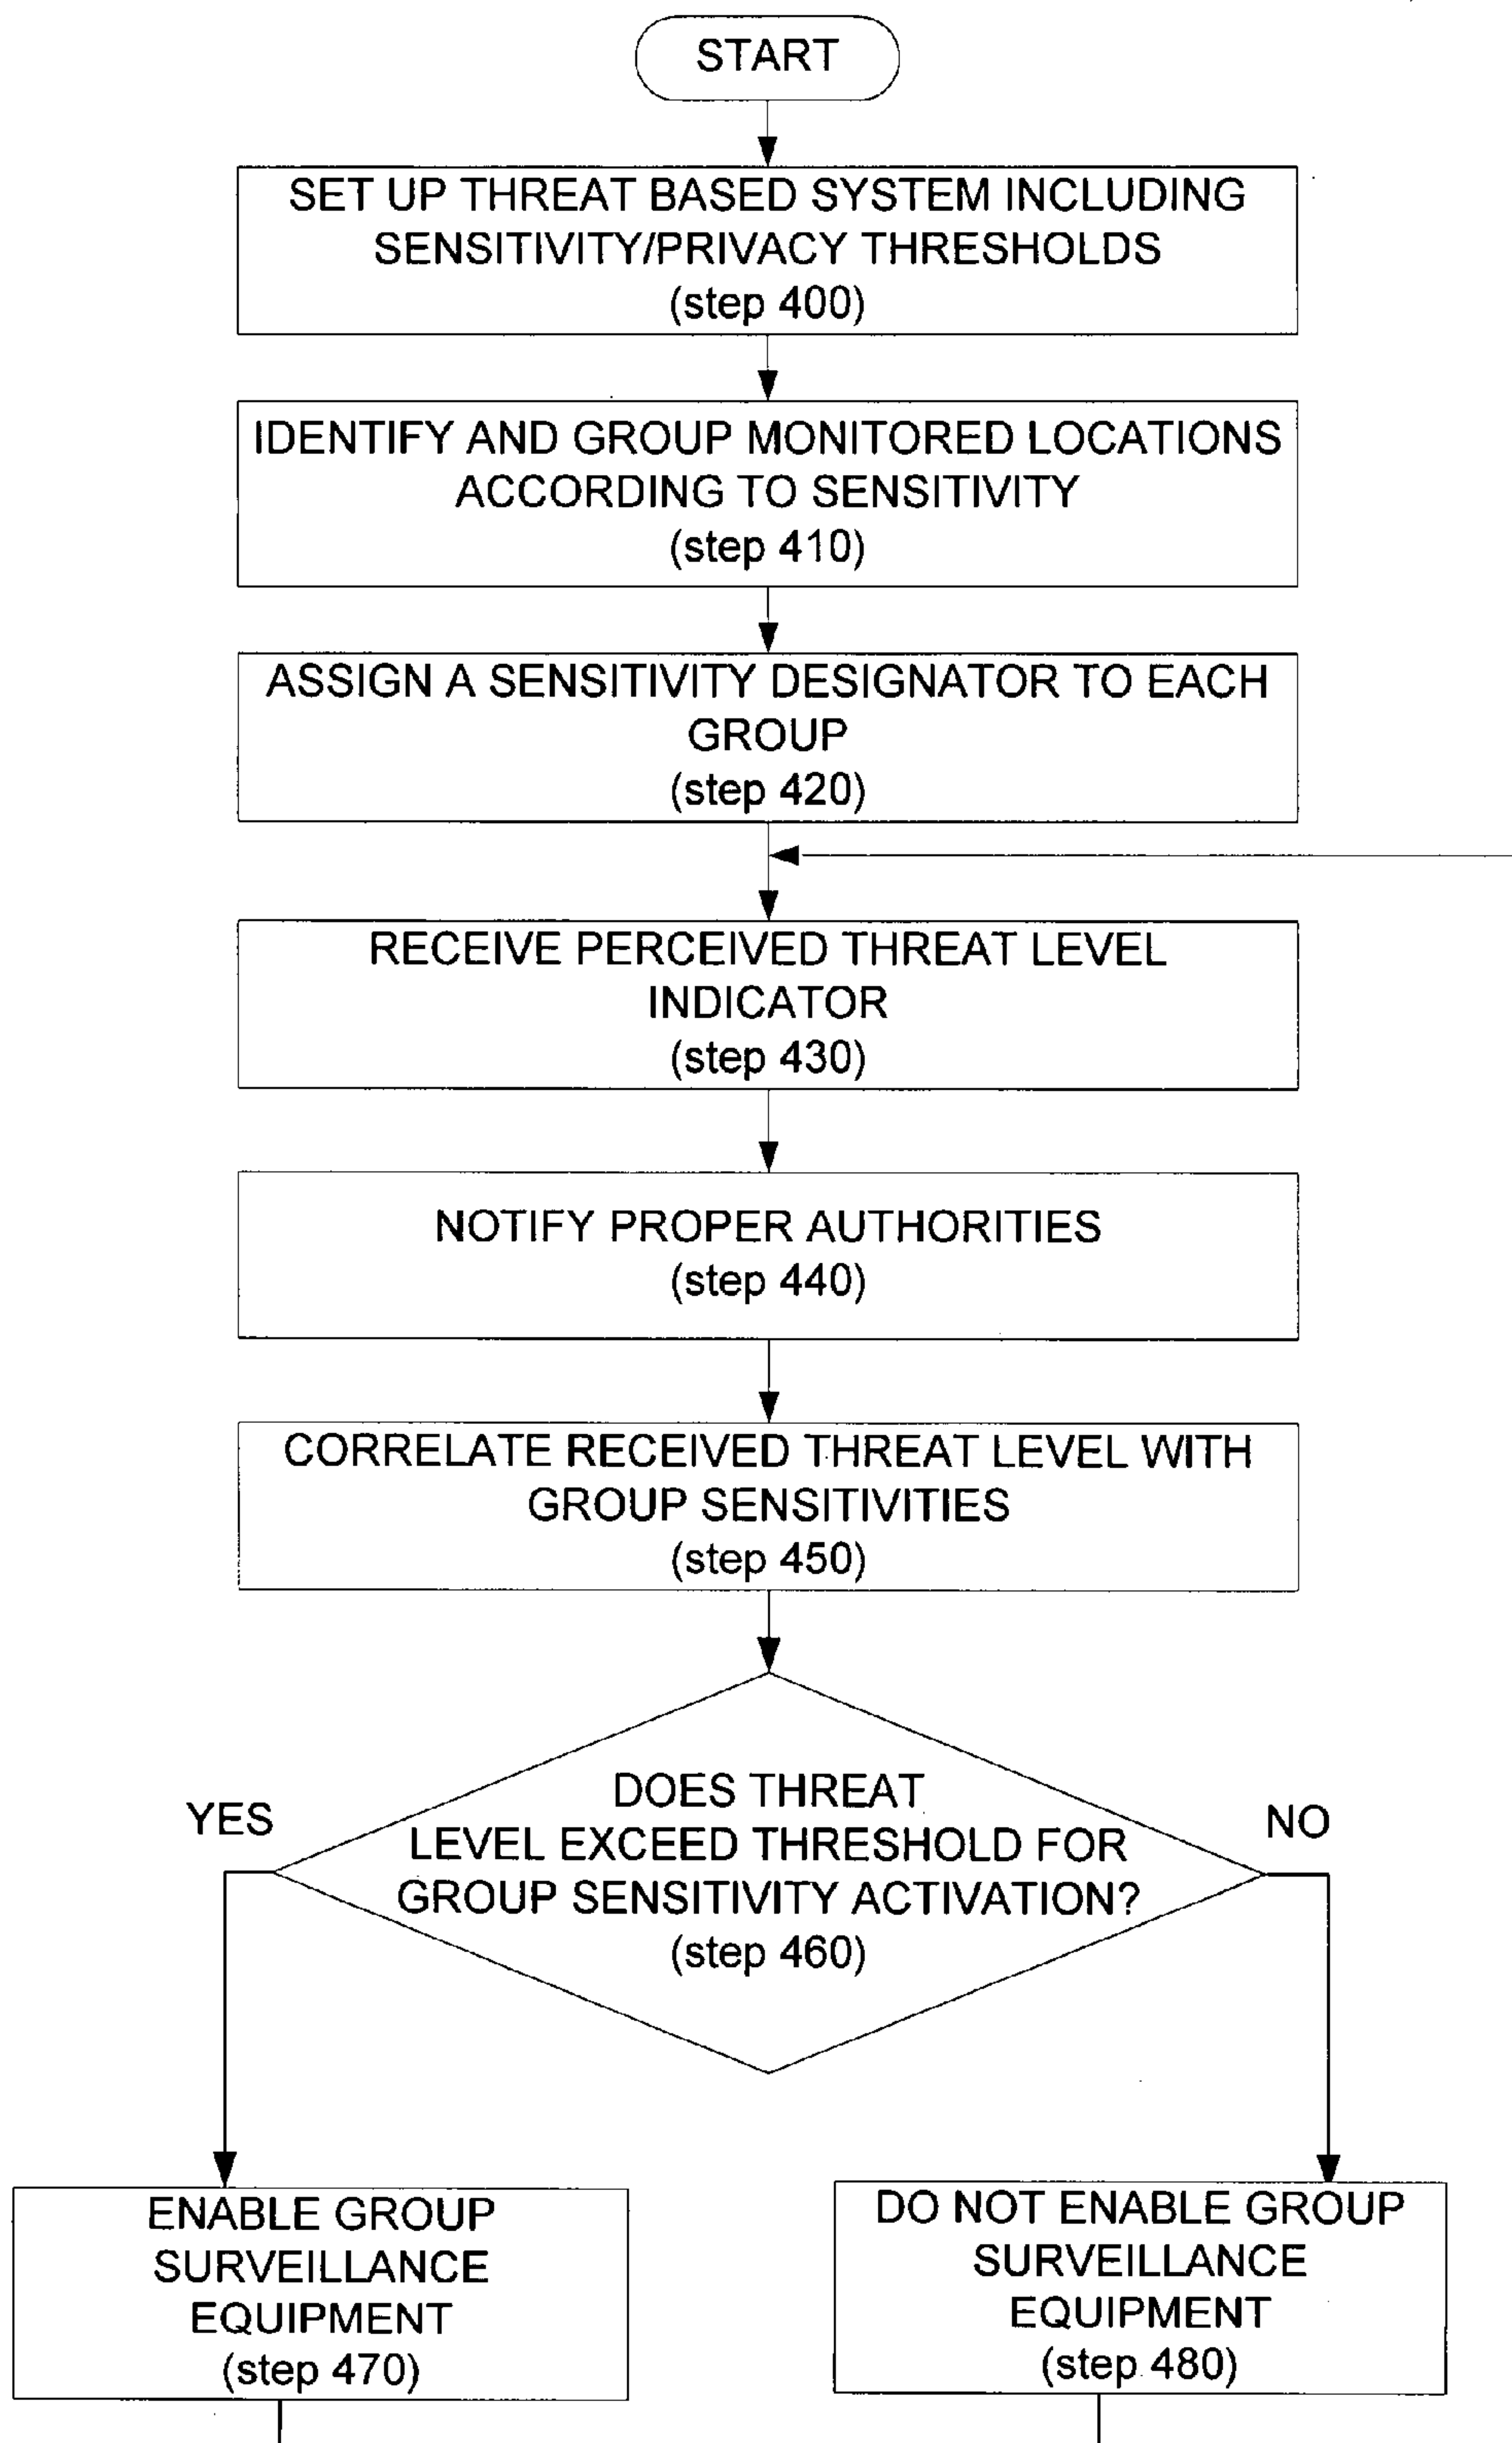 START
SET UP THREAT BASED SYSTEM INCLUDING
SENSITIVITY/PRIVACY THRESHOLDS
(step 400)
IDENTIFY AND GROUP MONITORED LOCATIONS
ACCORDING TO SENSITIVITY
(step 410)
ASSIGN A SENSITIVITY DESIGNATOR TO EACH
GROUP
(step 420)
RECEIVE PERCEIVED THREAT LEVEL
INDICATOR
(step 430)
NOTIFY PROPER AUTHORITIES
(step 440)
CORRELATE RECEIVED THREAT LEVEL WITH
GROUP SENSITIVITIES
(step 450)
DOES THREAT
LEVEL EXCEED THRESHOLD FOR
GROUP SENSITIVITY ACTIVATION?
(step 460)
YES
NO
ENABLE GROUP
SURVEILLANCE
EQUIPMENT
(step 470)
DO NOT ENABLE GROUP
SURVEILLANCE
EQUIPMENT
(step 480)